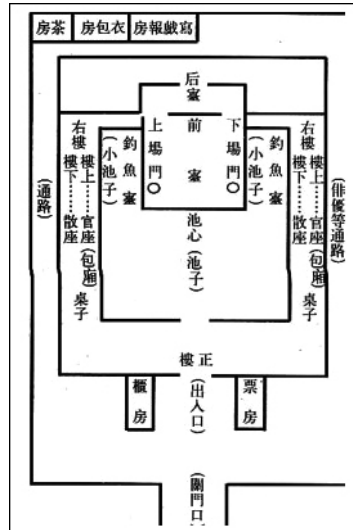 寫戲報房
衣包房
茶房
后臺
前臺
下場門
上場門
釣魚臺
(小池子)
釣魚臺
(小池子)
右樓
樓上……官座(包廂)
樓下……散座
桌子
右樓
樓上……官座(包廂)
樓下……散座
桌子
(俳優等通路)
(通路)
池心(池子)
正樓
票房
櫃房
(出入口)
(關門口)